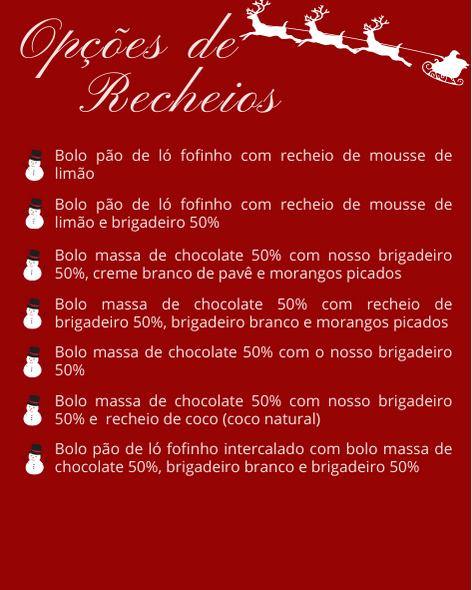 Opções de
Recheios
Bolo pão de ló fofinho com recheio de mousse de
limão
Bolo pão de ló fofinho com recheio de mousse de
limão e brigadeiro 50%
Bolo massa de chocolate 50% com nosso brigadeiro
50%, creme branco de pavê e morangos picados
Bolo massa de chocolate 50% com recheio de
brigadeiro 50%, brigadeiro branco e morangos picados
Bolo massa de chocolate 50% com o nosso brigadeiro
50%
Bolo massa de chocolate 50% com nosso brigadeiro
50% e recheio de coco (coco natural)
Bolo pão de ló fofinho intercalado com bolo massa de
chocolate 50%, brigadeiro branco e brigadeiro 50%